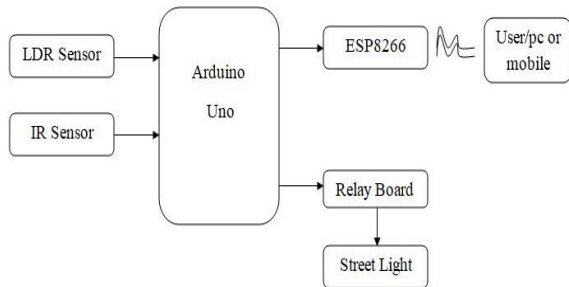 LDR Sensor
IR Sensor
Arduino
Uno
ESP8266
User/pc or
mobile
Relay Board
Street Light